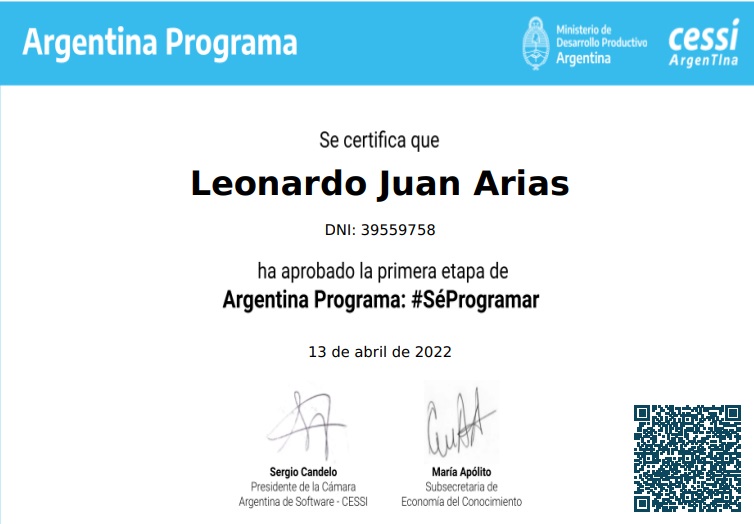 Argentina Programa
Ministerio de
Desarrollo Productivo
Argentina
cessi
ArgenTIna
Se certifica que
Leonardo Juan Arias
DNI: 39559758
ha aprobado la primera etapa de
Argentina Programa: #SéProgramar
13 de abril de 2022
Sergio Candelo
Presidente de la Cámara
Argentina de Software - CESSI
María Apólito
Subsecretaria de
Economía del Conocimiento